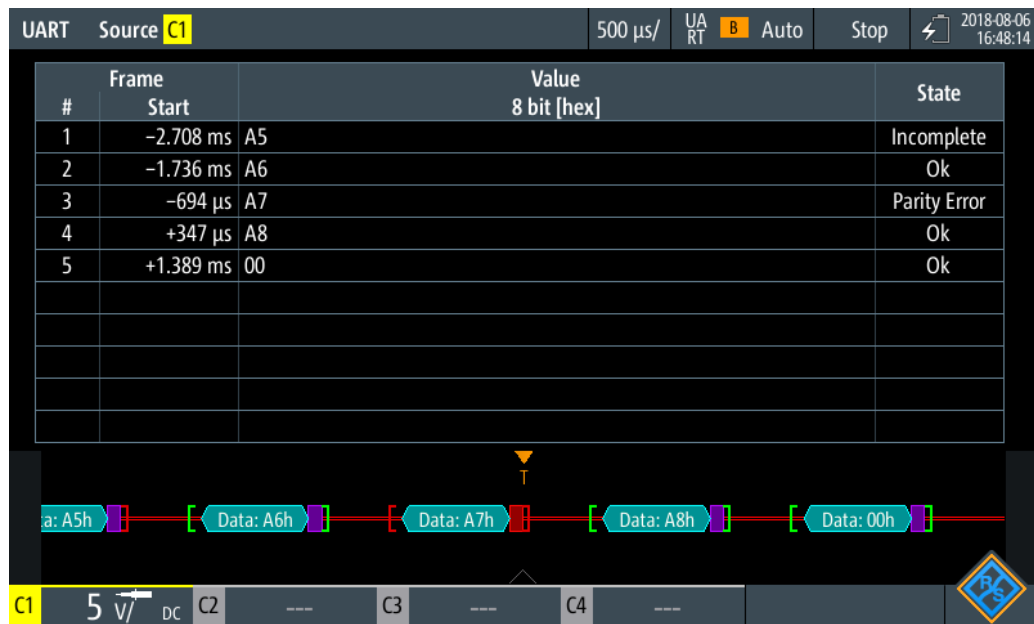 UART Source C1 500 µs/ UART B Auto Stop 2018-08-06
16:48:14
Frame Value State
# Start 8 bit [hex]
1 −2.708 ms A5 Incomplete
2 −1.736 ms A6 Ok
3 −694 µs A7 Parity Error
4 +347 µs A8 Ok
5 +1.389 ms 00 Ok
T
a: A5h Data: A6h Data: A7h Data: A8h Data: 00h
C1 5 V/ DC C2 --- C3 --- C4 --- R&S